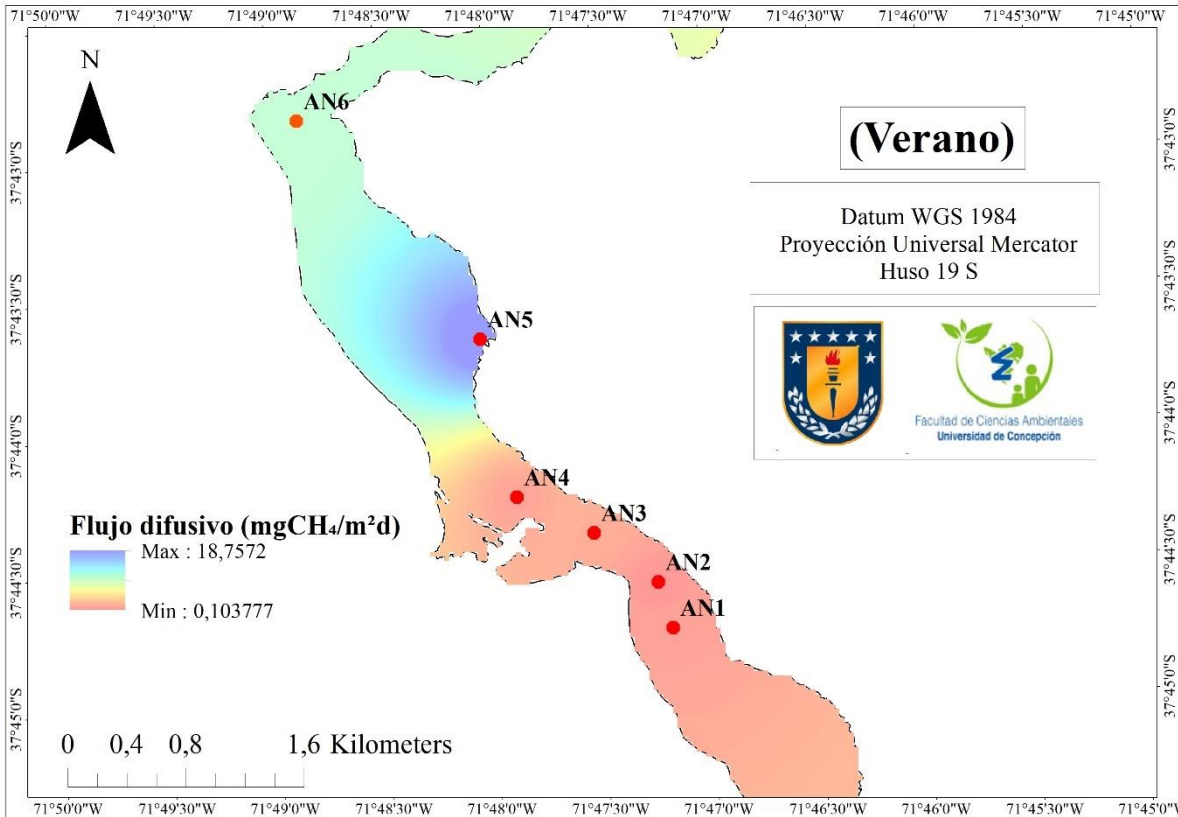 71°50'0"W 71°49'30"W 71°49'0"W 71°48'30"W 71°48'0"W 71°47'30"W 71°47'0"W 71°46'30"W 71°46'0"W 71°45'30"W 71°45'0"W
N
AN6
(Verano)
37°43'0"S
37°43'0"S
Datum WGS 1984
Proyección Universal Mercator
Huso 19 S
37°43'30"S
37°43'30"S
AN5
Facultad de Ciencias Ambientales
Universidad de Concepción
37°44'0"S
37°44'0"S
AN4
AN3
Flujo difusivo (mgCH₄/m²d)
Max : 18,7572
Min : 0,103777
37°44'30"S
37°44'30"S
AN2
AN1
37°45'0"S
37°45'0"S
0 0,4 0,8 1,6 Kilometers
71°50'0"W 71°49'30"W 71°49'0"W 71°48'30"W 71°48'0"W 71°47'30"W 71°47'0"W 71°46'30"W 71°46'0"W 71°45'30"W 71°45'0"W